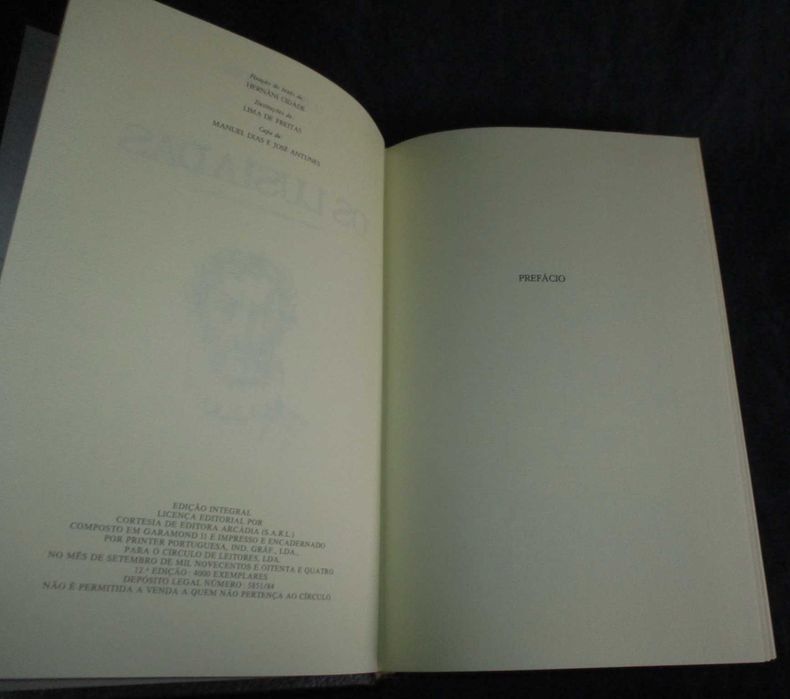 Fixação do texto de:
HERNÂNI CIDADE
Ilustrações de:
LIMA DE FREITAS
Capa de:
MANUEL DIAS E JOSÉ ANTUNES
OS LUSÍADAS
EDIÇÃO INTEGRAL
LICENÇA EDITORIAL POR
CORTESIA DE EDITORA ARCÁDIA (S.A.R.L.)
COMPOSTO EM GARAMOND 11 E IMPRESSO E ENCADERNADO
POR PRINTER PORTUGUESA, IND. GRÁF., LDA.,
PARA O CÍRCULO DE LEITORES, LDA.
NO MÊS DE SETEMBRO DE MIL NOVECENTOS E OITENTA E QUATRO
12.ª EDIÇÃO: 4000 EXEMPLARES
DEPÓSITO LEGAL NÚMERO: 5851/84
NÃO É PERMITIDA A VENDA A QUEM NÃO PERTENÇA AO CÍRCULO
PREFÁCIO